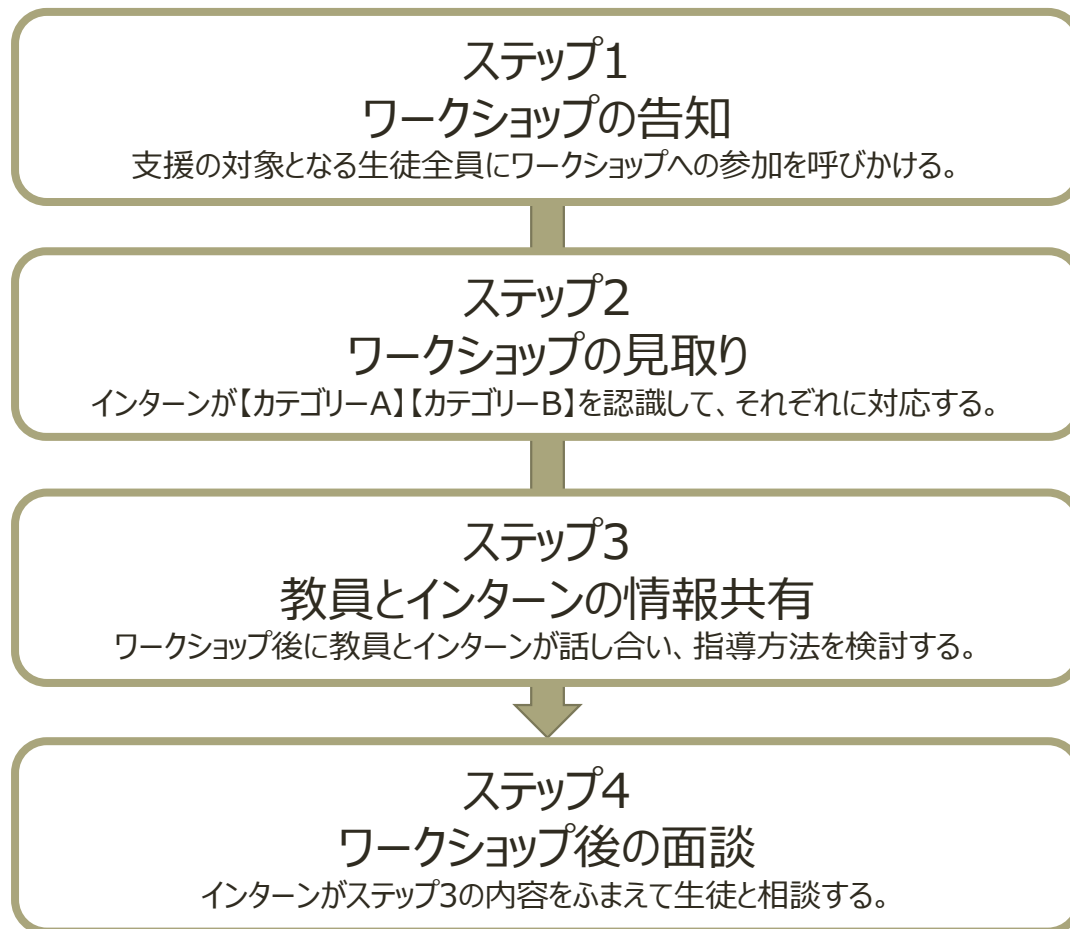 ステップ1
ワークショップの告知
支援の対象となる生徒全員にワークショップへの参加を呼びかける。
ステップ2
ワークショップの見取り
インターンが【カテゴリーA】【カテゴリーB】を認識して、それぞれに対応する。
ステップ3
教員とインターンの情報共有
ワークショップ後に教員とインターンが話し合い、指導方法を検討する。
ステップ4
ワークショップ後の面談
インターンがステップ3の内容をふまえて生徒と相談する。